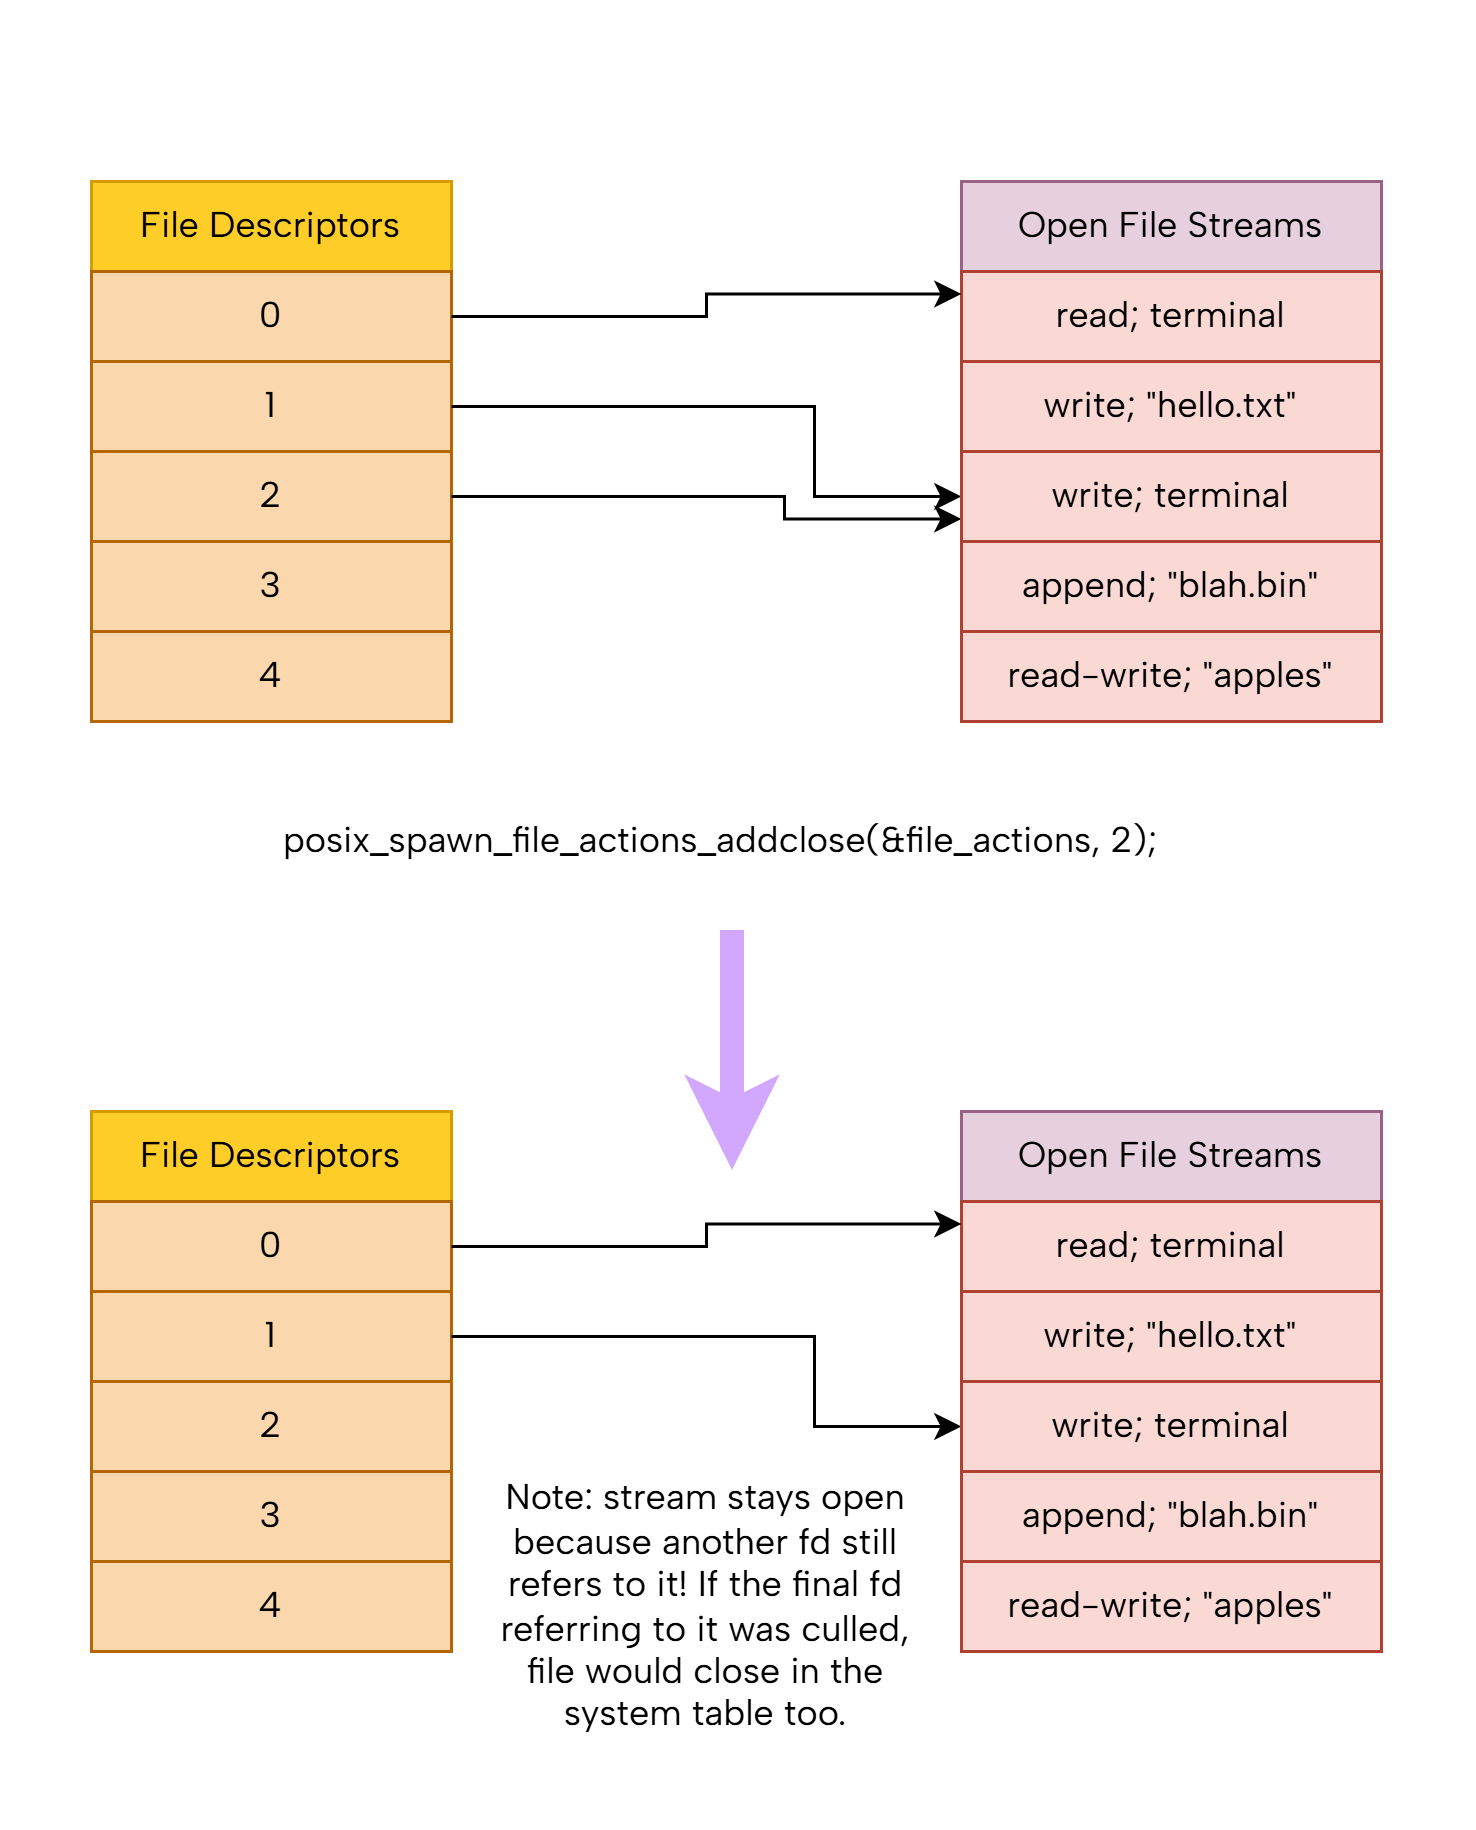 File Descriptors
0
1
2
3
4
Open File Streams
read; terminal
write; "hello.txt"
write; terminal
append; "blah.bin"
read-write; "apples"
posix_spawn_file_actions_addclose(&file_actions, 2);
File Descriptors
0
1
2
3
4
Note: stream stays open
because another fd still
refers to it! If the final fd
referring to it was culled,
file would close in the
system table too.
Open File Streams
read; terminal
write; "hello.txt"
write; terminal
append; "blah.bin"
read-write; "apples"